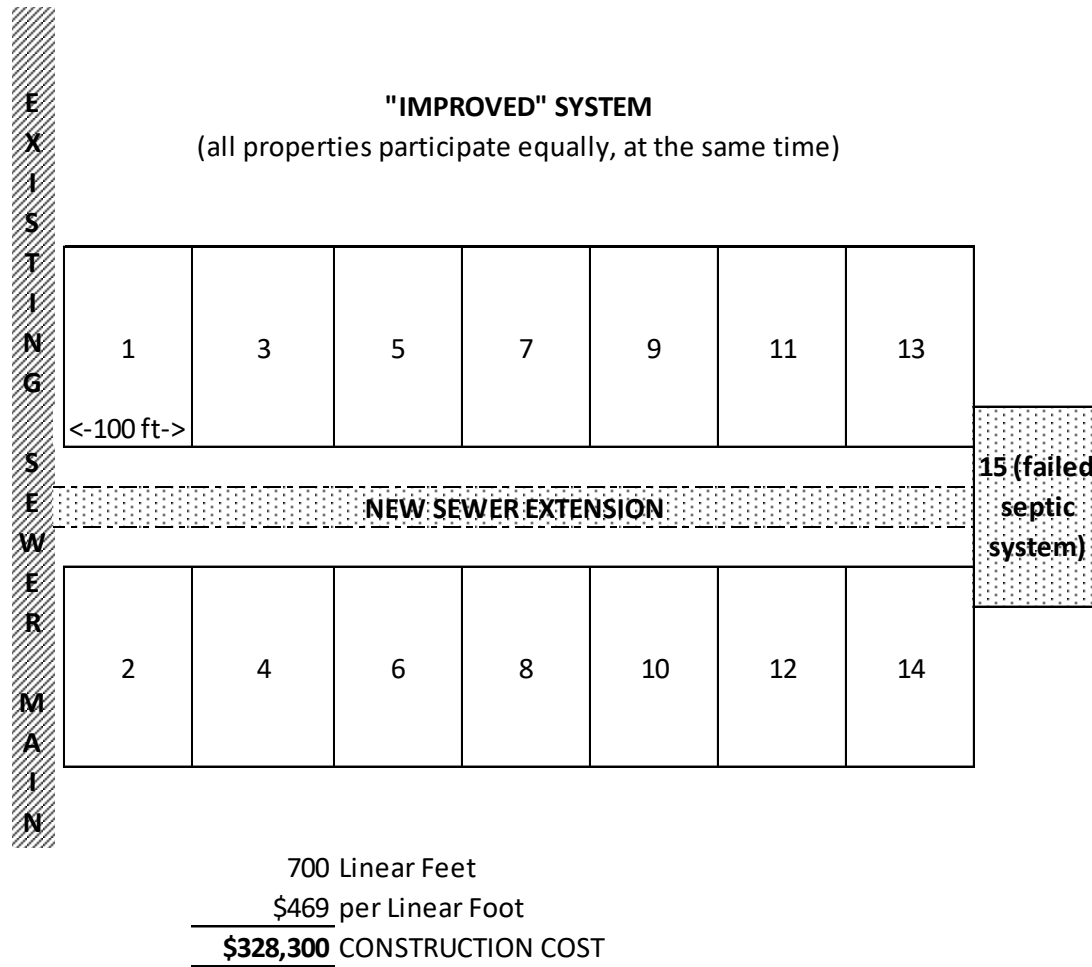 EXISTING SEWER MAIN
"IMPROVED" SYSTEM
(all properties participate equally, at the same time)
1 3 5 7 9 11 13
<-100 ft->
15 (failed
septic
system)
NEW SEWER EXTENSION
2 4 6 8 10 12 14
700 Linear Feet
$469 per Linear Foot
$328,300 CONSTRUCTION COST